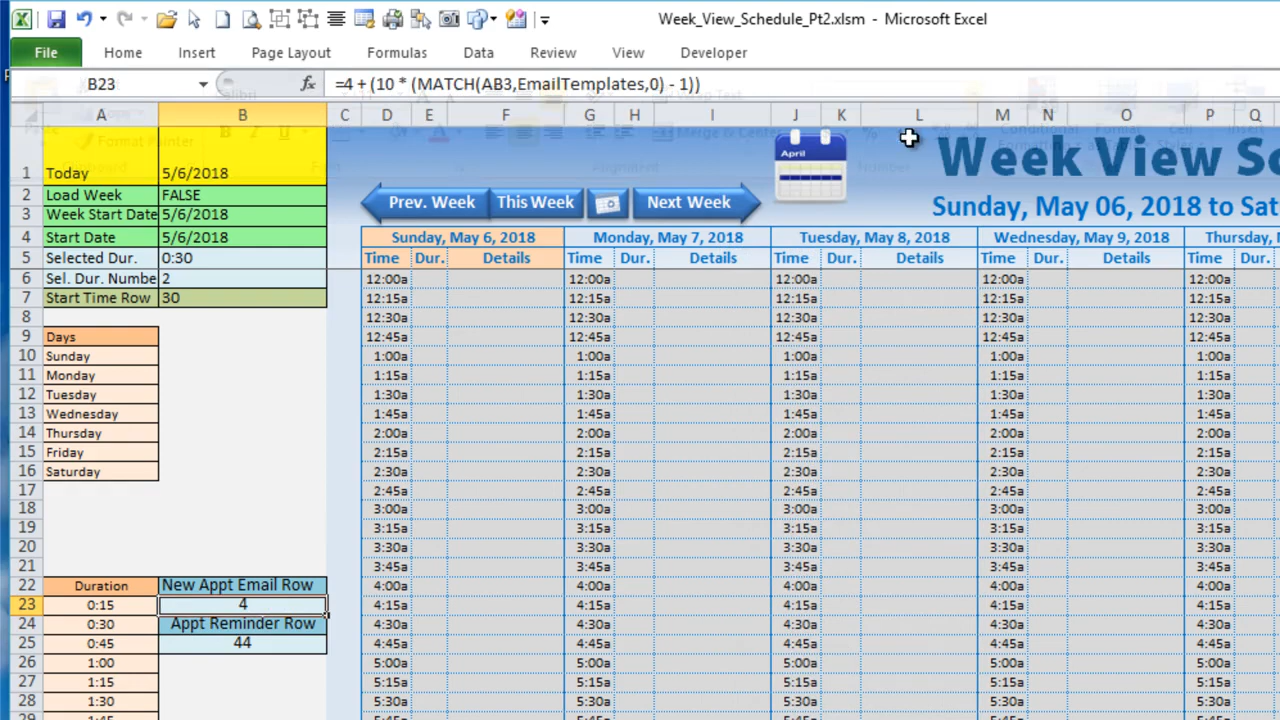 Week_View_Schedule_Pt2.xlsm - Microsoft Excel
File Home Insert Page Layout Formulas Data Review View Developer
B23 fx =4 + (10 * (MATCH(AB3,EmailTemplates,0) - 1))
A B C D E F G H I J K L M N O P Q
1 Today 5/6/2018 April Week View Sc
2 Load Week FALSE Prev. Week This Week Next Week
3 Week Start Date 5/6/2018 Sunday, May 06, 2018 to Sat
4 Start Date 5/6/2018 Sunday, May 6, 2018 Monday, May 7, 2018 Tuesday, May 8, 2018 Wednesday, May 9, 2018 Thursday, M
5 Selected Dur. 0:30 Time Dur. Details Time Dur. Details Time Dur. Details Time Dur. Details Time Dur.
6 Sel. Dur. Numbe 2 12:00a 12:00a 12:00a 12:00a 12:00a
7 Start Time Row 30 12:15a 12:15a 12:15a 12:15a 12:15a
8 12:30a 12:30a 12:30a 12:30a 12:30a
9 Days 12:45a 12:45a 12:45a 12:45a 12:45a
10 Sunday 1:00a 1:00a 1:00a 1:00a 1:00a
11 Monday 1:15a 1:15a 1:15a 1:15a 1:15a
12 Tuesday 1:30a 1:30a 1:30a 1:30a 1:30a
13 Wednesday 1:45a 1:45a 1:45a 1:45a 1:45a
14 Thursday 2:00a 2:00a 2:00a 2:00a 2:00a
15 Friday 2:15a 2:15a 2:15a 2:15a 2:15a
16 Saturday 2:30a 2:30a 2:30a 2:30a 2:30a
17 2:45a 2:45a 2:45a 2:45a 2:45a
18 3:00a 3:00a 3:00a 3:00a 3:00a
19 3:15a 3:15a 3:15a 3:15a 3:15a
20 3:30a 3:30a 3:30a 3:30a 3:30a
21 3:45a 3:45a 3:45a 3:45a 3:45a
22 Duration New Appt Email Row 4:00a 4:00a 4:00a 4:00a 4:00a
23 0:15 4 4:15a 4:15a 4:15a 4:15a 4:15a
24 0:30 Appt Reminder Row 4:30a 4:30a 4:30a 4:30a 4:30a
25 0:45 44 4:45a 4:45a 4:45a 4:45a 4:45a
26 1:00 5:00a 5:00a 5:00a 5:00a 5:00a
27 1:15 5:15a 5:15a 5:15a 5:15a 5:15a
28 1:30 5:30a 5:30a 5:30a 5:30a 5:30a
29 1:45 5:45a 5:45a 5:45a 5:45a 5:45a